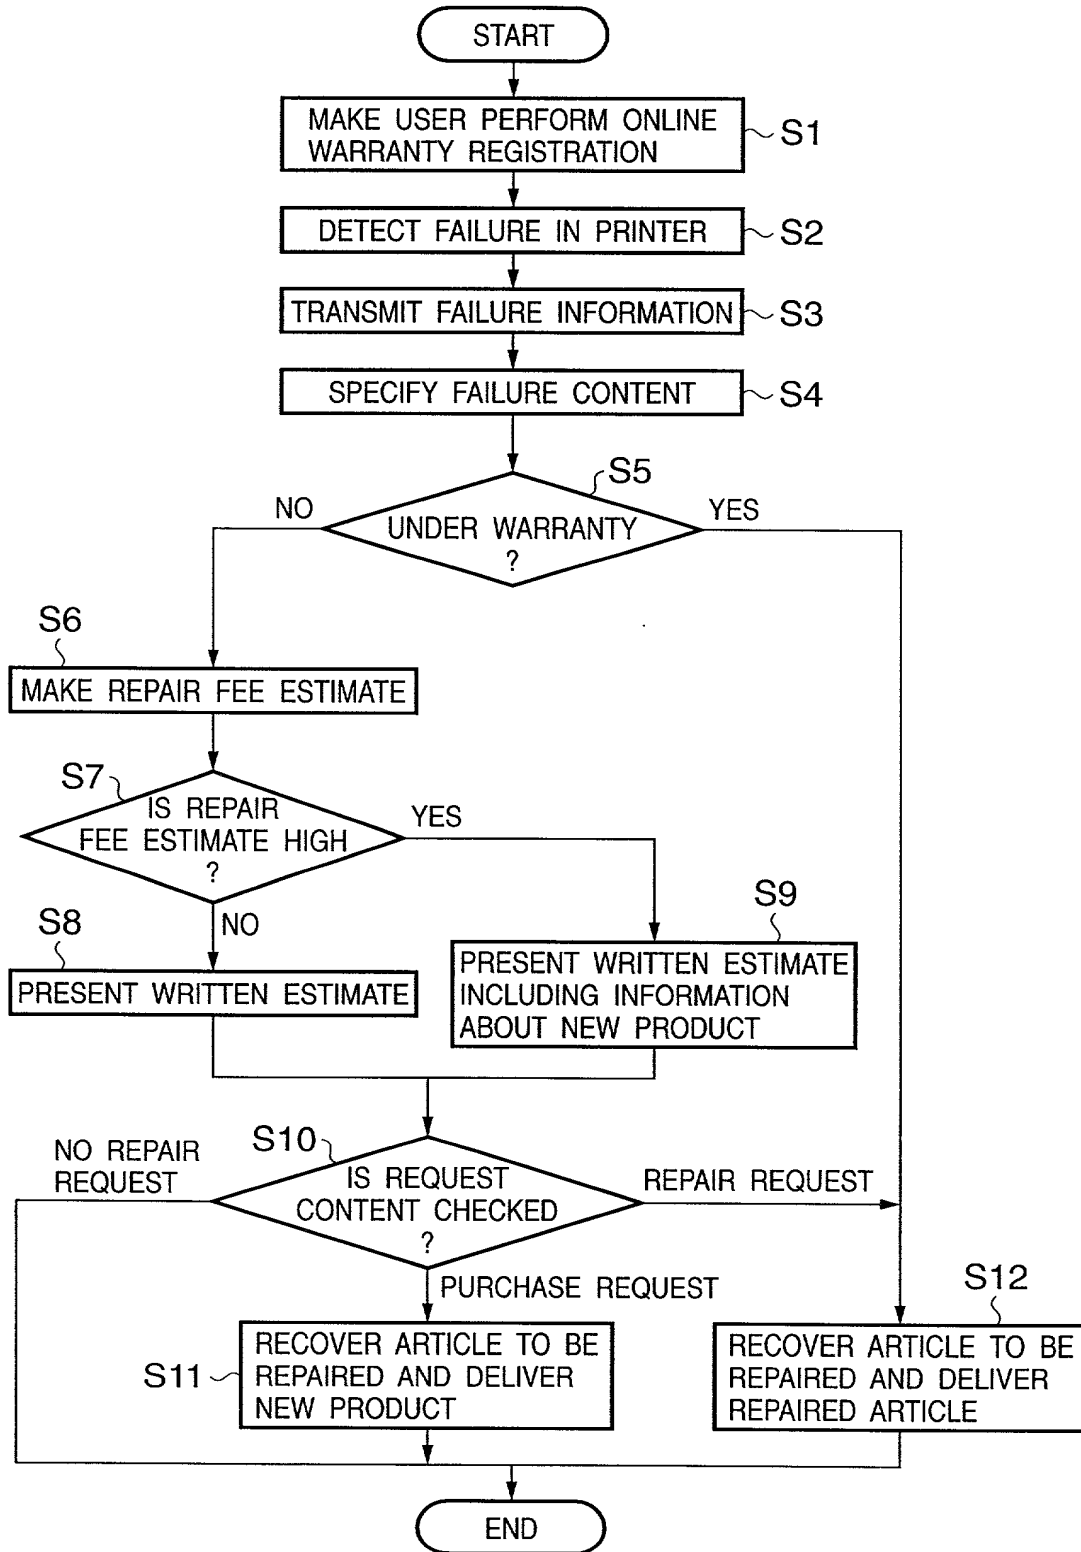 START
MAKE USER PERFORM ONLINE
WARRANTY REGISTRATION
S1
DETECT FAILURE IN PRINTER
S2
TRANSMIT FAILURE INFORMATION
S3
SPECIFY FAILURE CONTENT
S4
S5
NO
UNDER WARRANTY
?
YES
S6
MAKE REPAIR FEE ESTIMATE
S7
IS REPAIR
FEE ESTIMATE HIGH
?
YES
NO
S8
PRESENT WRITTEN ESTIMATE
S9
PRESENT WRITTEN ESTIMATE
INCLUDING INFORMATION
ABOUT NEW PRODUCT
S10
NO REPAIR
REQUEST
IS REQUEST
CONTENT CHECKED
?
REPAIR REQUEST
PURCHASE REQUEST
S11
RECOVER ARTICLE TO BE
REPAIRED AND DELIVER
NEW PRODUCT
S12
RECOVER ARTICLE TO BE
REPAIRED AND DELIVER
REPAIRED ARTICLE
END